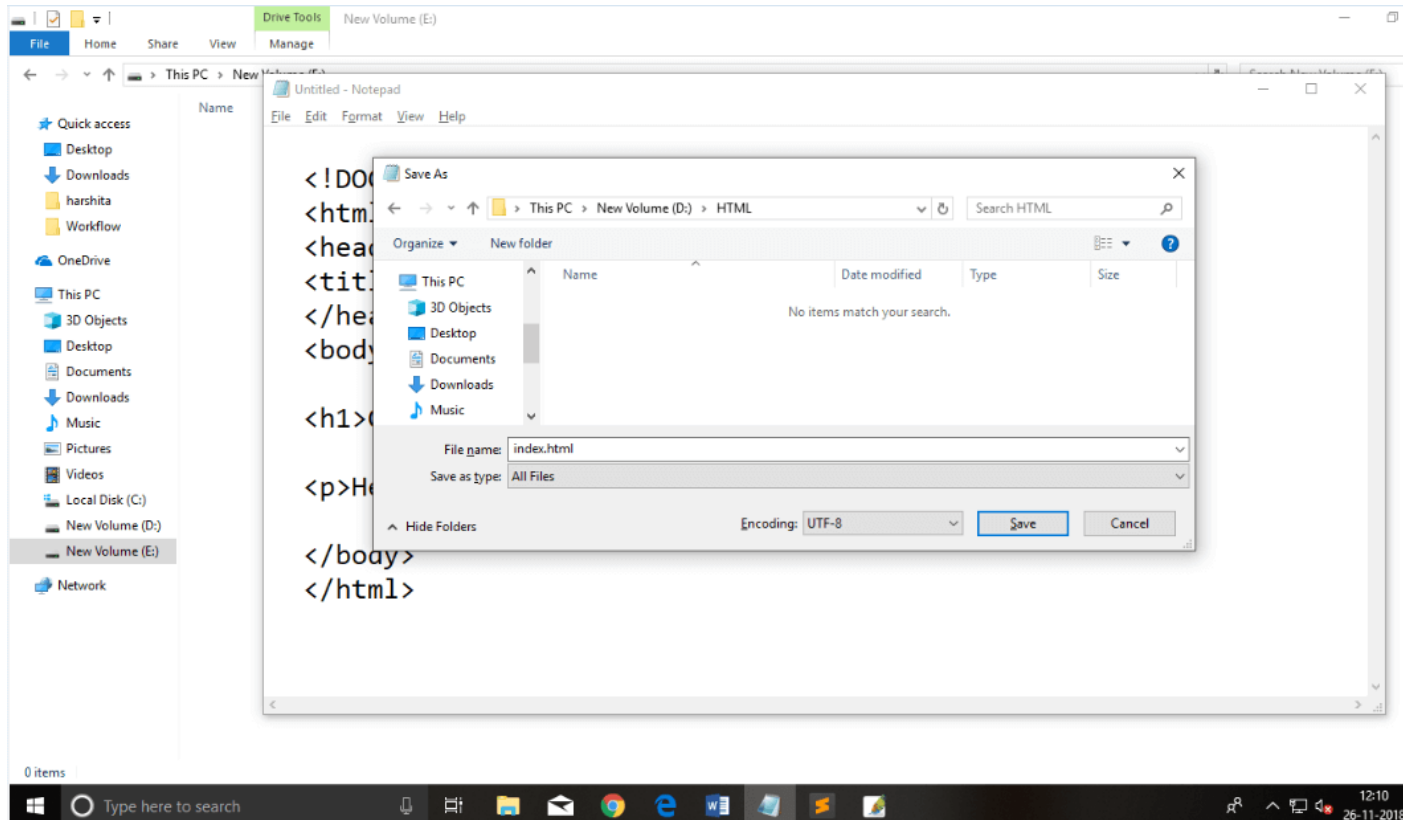 Drive Tools
New Volume (E:)
File
Home
Share
View
Manage
This PC > New
Name
Quick access
Desktop
Downloads
harshita
Workflow
OneDrive
This PC
3D Objects
Desktop
Documents
Downloads
Music
Pictures
Videos
Local Disk (C:)
New Volume (D:)
New Volume (E:)
Network
0 items
Untitled - Notepad
File Edit Format View Help
<!DO
<htm
<head
<tit
</hea
<body
<h1>
<p>He
</body>
</html>
Save As
This PC > New Volume (D:) > HTML
Search HTML
Organize
New folder
This PC
3D Objects
Desktop
Documents
Downloads
Music
Name
Date modified
Type
Size
No items match your search.
File name: index.html
Save as type: All Files
Hide Folders
Encoding: UTF-8
Save
Cancel
Type here to search
12:10
26-11-2018